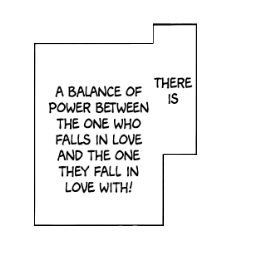 THERE
IS
A BALANCE OF
POWER BETWEEN
THE ONE WHO
FALLS IN LOVE
AND THE ONE
THEY FALL IN
LOVE WITH!